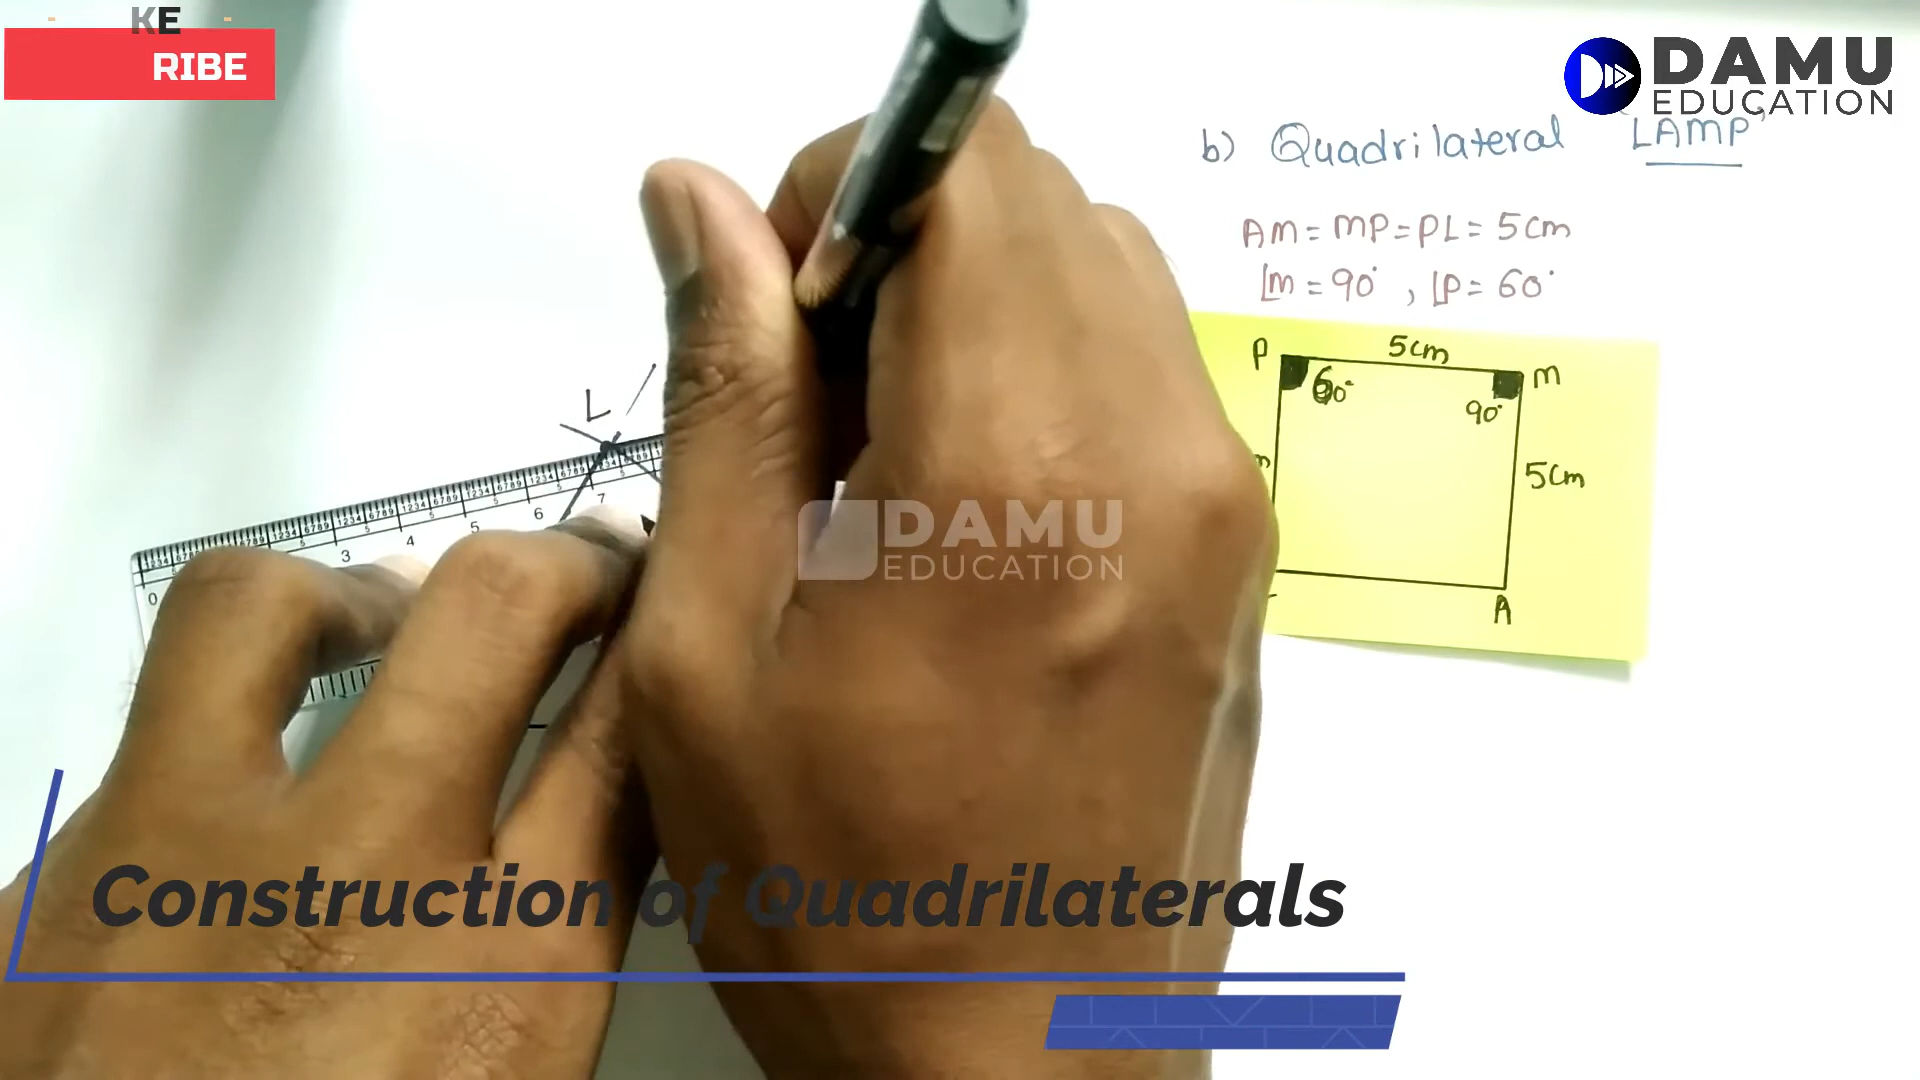 KE
RIBE
DAMU
EDUCATION
b) Quadrilateral 'LAMP'
AM = MP = PL = 5cm
∠M = 90°, ∠P = 60°
P 5cm M
60° 90°
5cm
A
L
DAMU
EDUCATION
0 3 4 5 6 7
Construction of Quadrilaterals